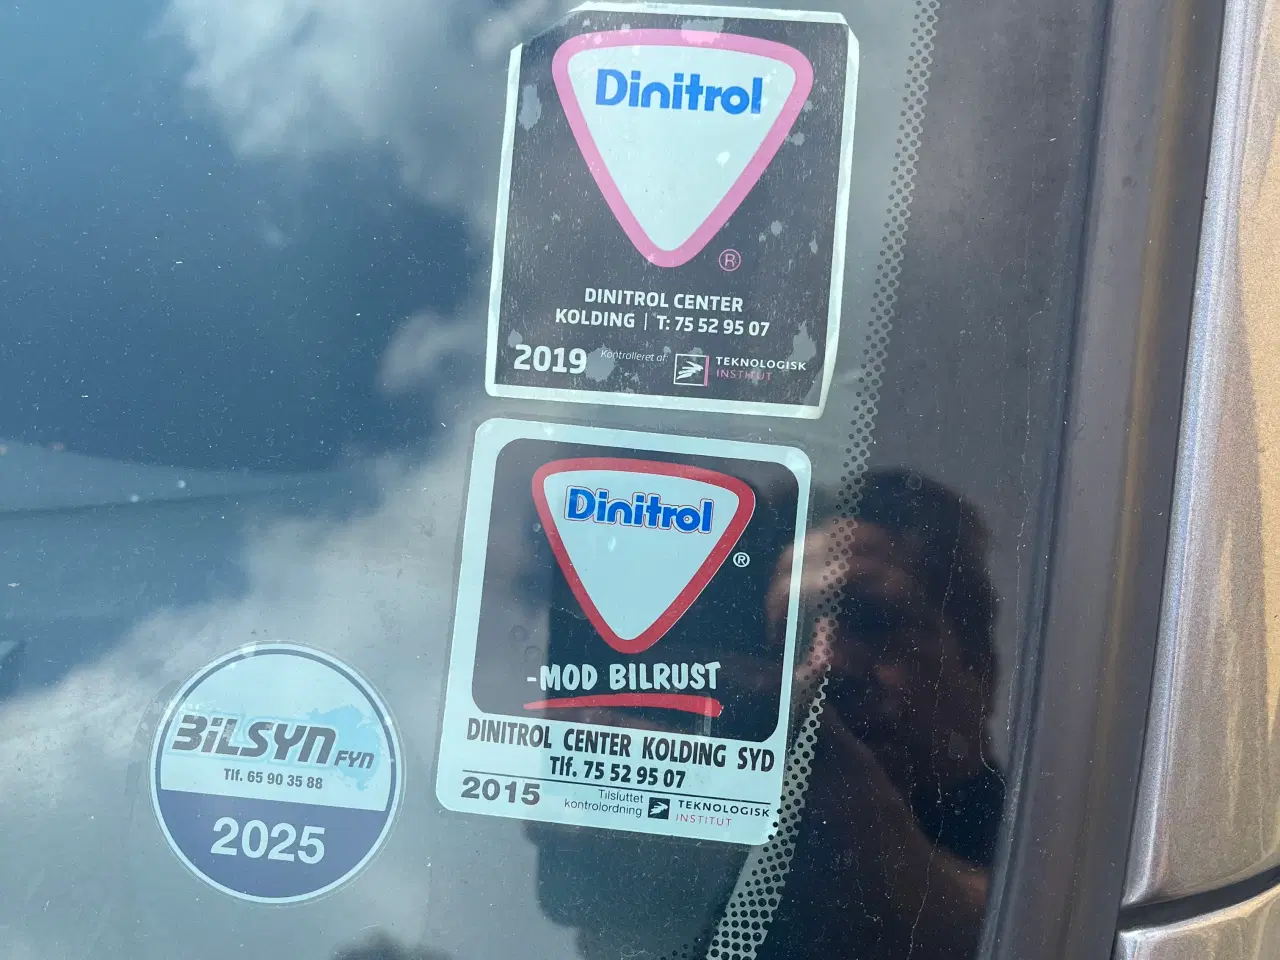 Dinitrol
®
DINITROL CENTER
KOLDING | T: 75 52 95 07
2019 Kontrolleret af: TEKNOLOGISK
INSTITUT
Dinitrol
®
-MOD BILRUST
DINITROL CENTER KOLDING SYD
Tlf. 75 52 95 07
2015 Tilsluttet
kontrolordning TEKNOLOGISK
INSTITUT
BiLSYN FYN
Tlf. 65 90 35 88
2025